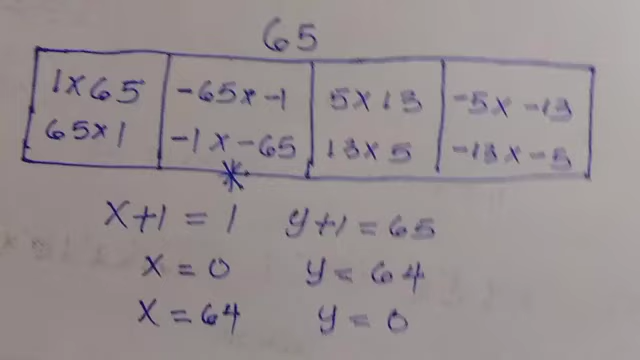 65
1x65 -65x-1 5x13 -5x-13
65x1 -1x-65 13x5 -13x-5
*
x+1=1 y+1=65
x=0 y=64
x=64 y=0